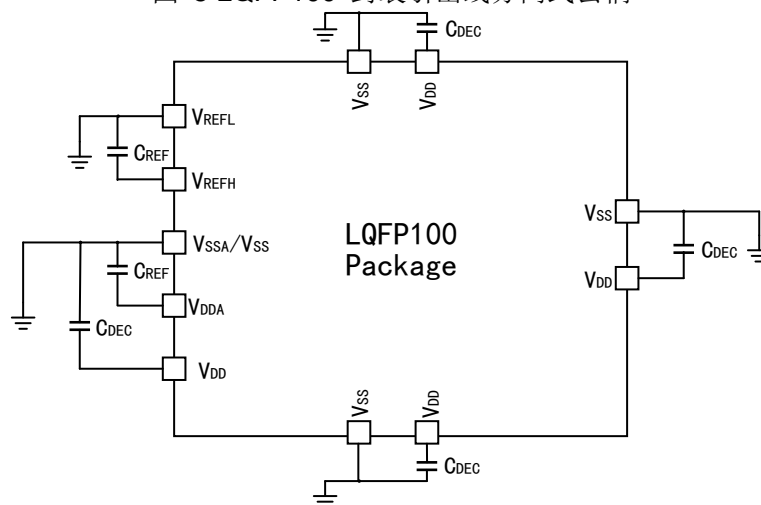 CDEC
VSS
VDD
VREFL
CREF
VREFH
VSSA/VSS
CREF
VDDA
CDEC
VDD
LQFP100
Package
VSS
CDEC
VDD
VSS
VDD
CDEC